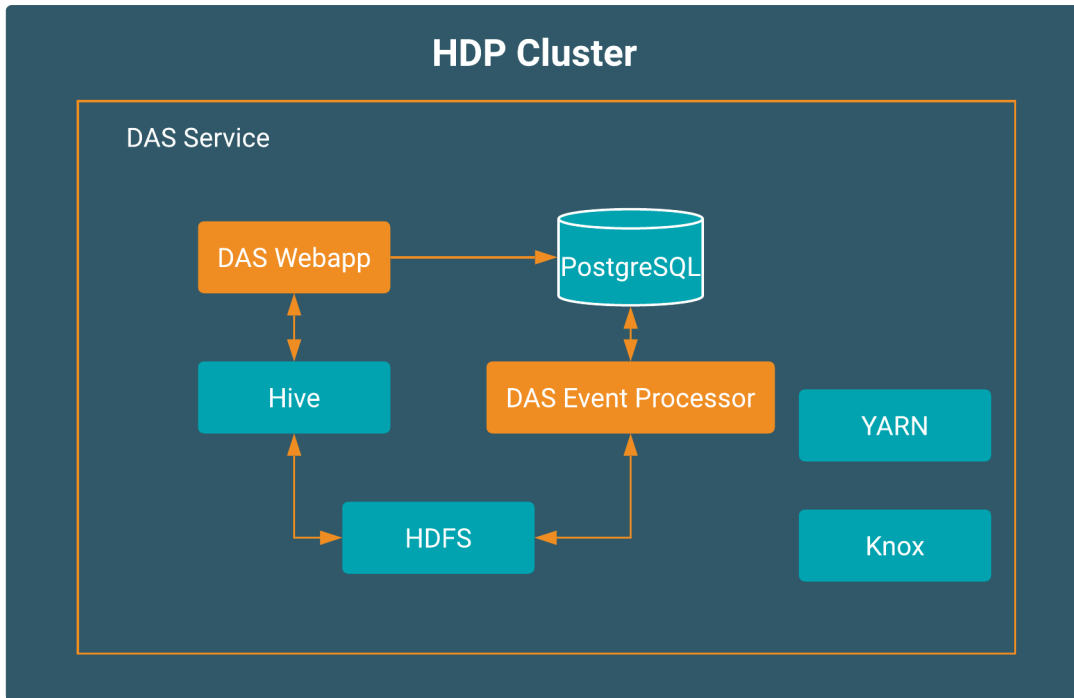 HDP Cluster
DAS Service
DAS Webapp
PostgreSQL
Hive
DAS Event Processor
YARN
HDFS
Knox